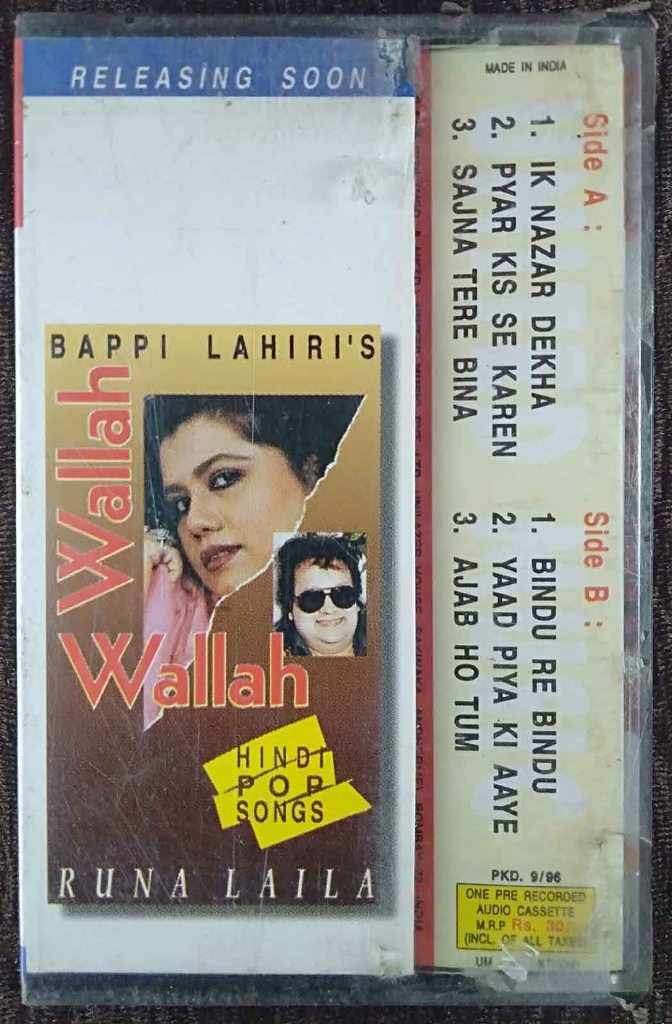 RELEASING SOON
BAPPI LAHIRI'S
Wallah
Wallah
HINDI
POP
SONGS
RUNA LAILA
MADE IN INDIA
Side A :
1. IK NAZAR DEKHA
2. PYAR KIS SE KAREN
3. SAJNA TERE BINA
Side B :
1. BINDU RE BINDU
2. YAAD PIYA KI AAYE
3. AJAB HO TUM
PKD. 9/96
ONE PRE RECORDED
AUDIO CASSETTE
M.R.P Rs. 30/-
(INCL. OF ALL TAXES)